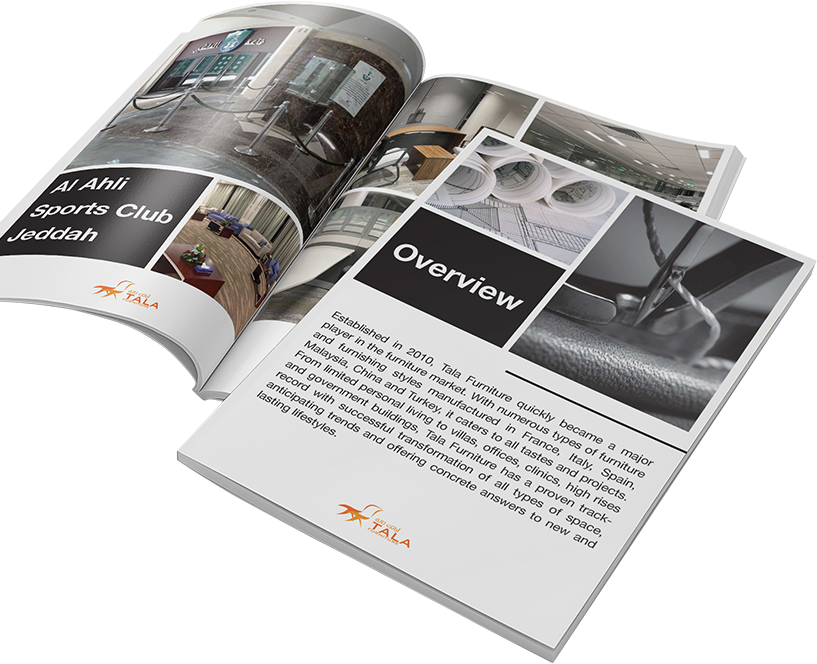 Al Ahli
Sports Club
Jeddah
TALA
Overview
Established in 2010, Tala Furniture quickly became a major
player in the furniture market. With numerous types of furniture
and furnishing styles manufactured in France, Italy, Spain,
Malaysia, China and Turkey, it caters to all tastes and projects.
From limited personal living to villas, offices, clinics, high rises
and government buildings, Tala Furniture has a proven track-
record with successful transformation of all types of space,
anticipating trends and offering concrete answers to new and
lasting lifestyles.
TALA